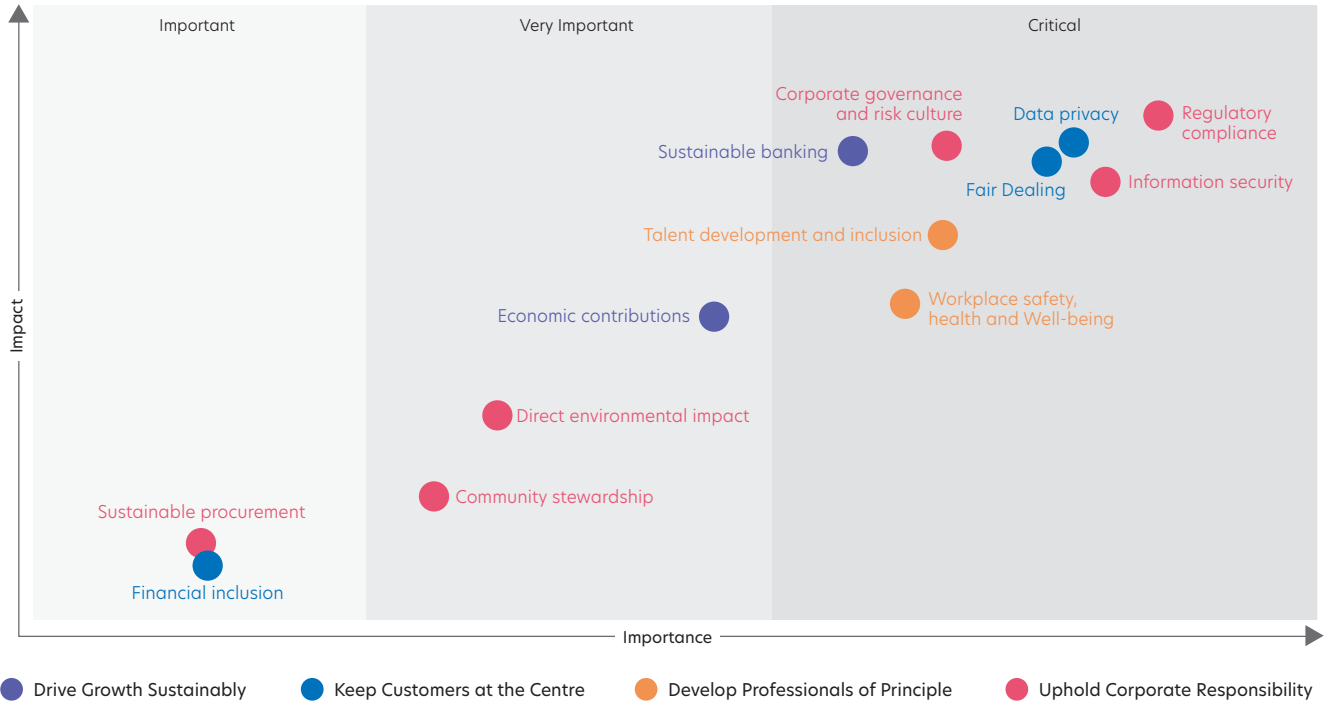 Important
Very Important
Critical
Corporate governance
and risk culture
Data privacy
Regulatory
compliance
Sustainable banking
Fair Dealing
Information security
Talent development and inclusion
Workplace safety,
health and Well-being
Economic contributions
Impact
Direct environmental impact
Community stewardship
Sustainable procurement
Financial inclusion
Importance
Drive Growth Sustainably
Keep Customers at the Centre
Develop Professionals of Principle
Uphold Corporate Responsibility